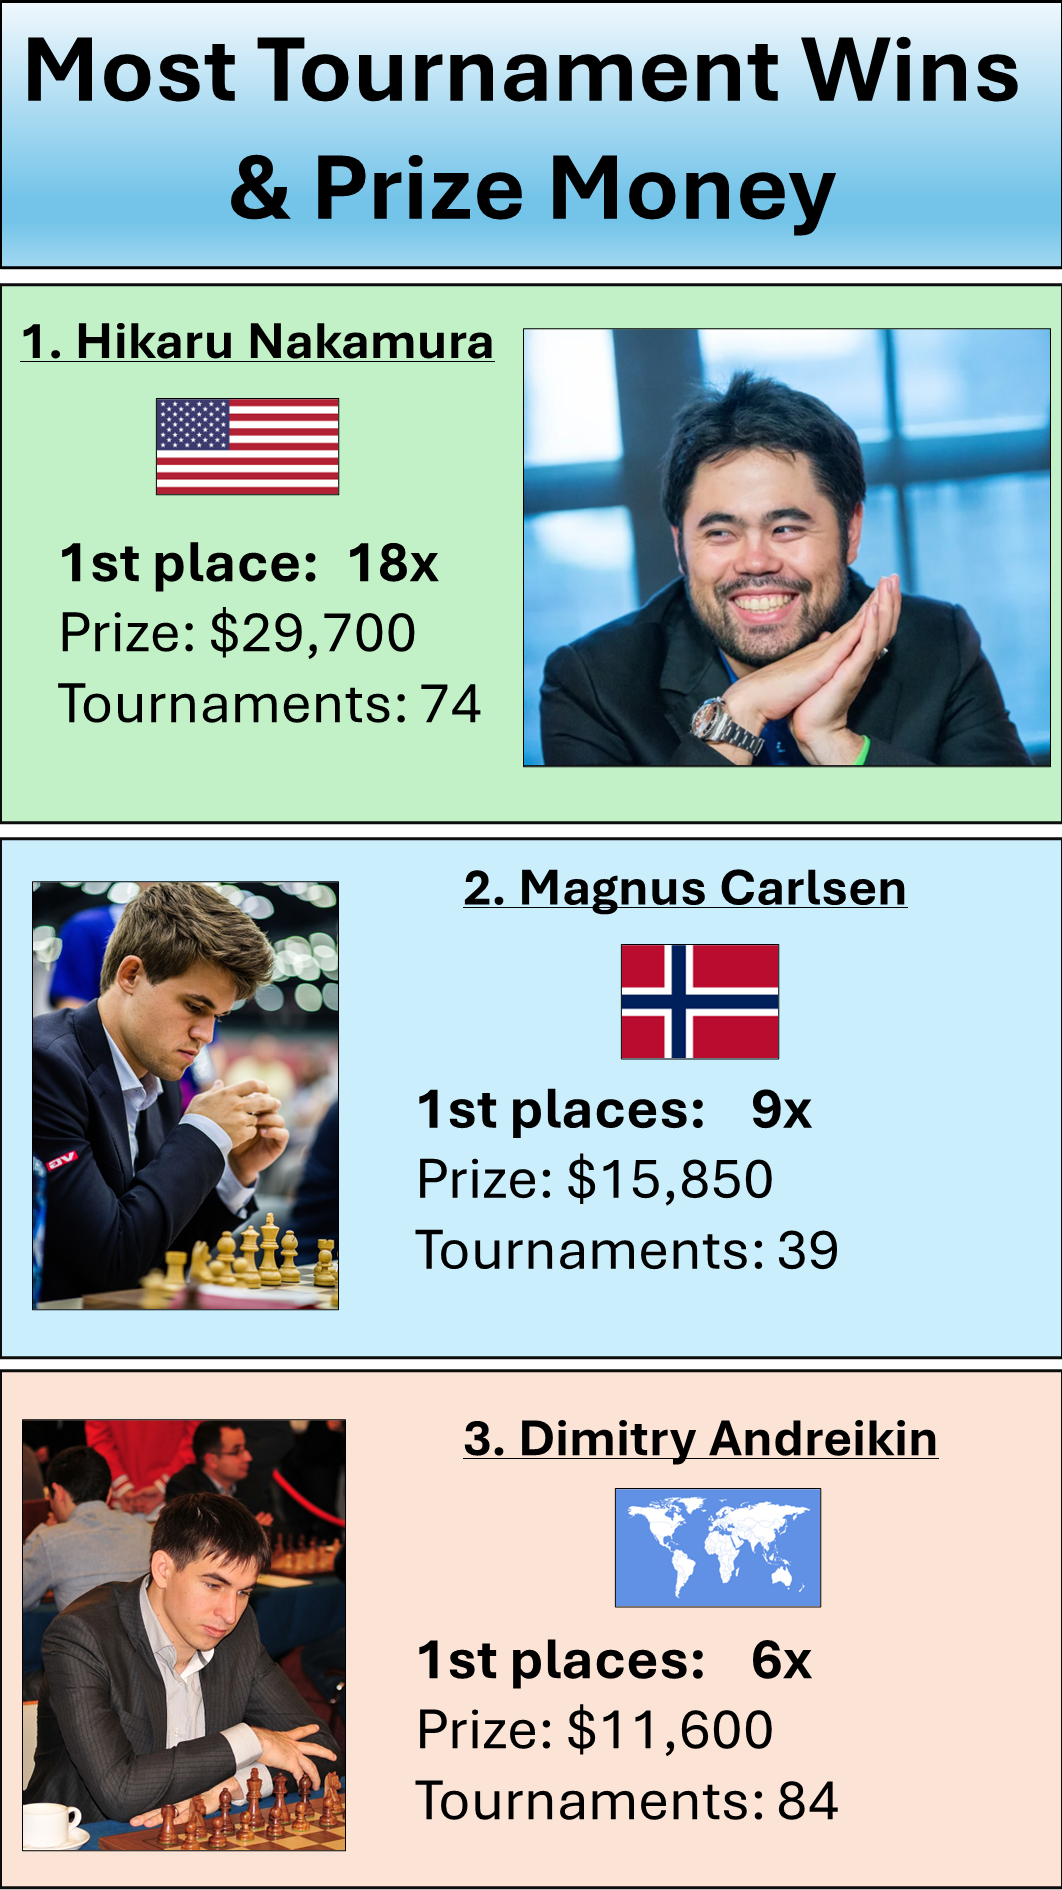 Most Tournament Wins
& Prize Money
1. Hikaru Nakamura
1st place: 18x
Prize: $29,700
Tournaments: 74
2. Magnus Carlsen
1st places: 9x
Prize: $15,850
Tournaments: 39
3. Dimitry Andreikin
1st places: 6x
Prize: $11,600
Tournaments: 84